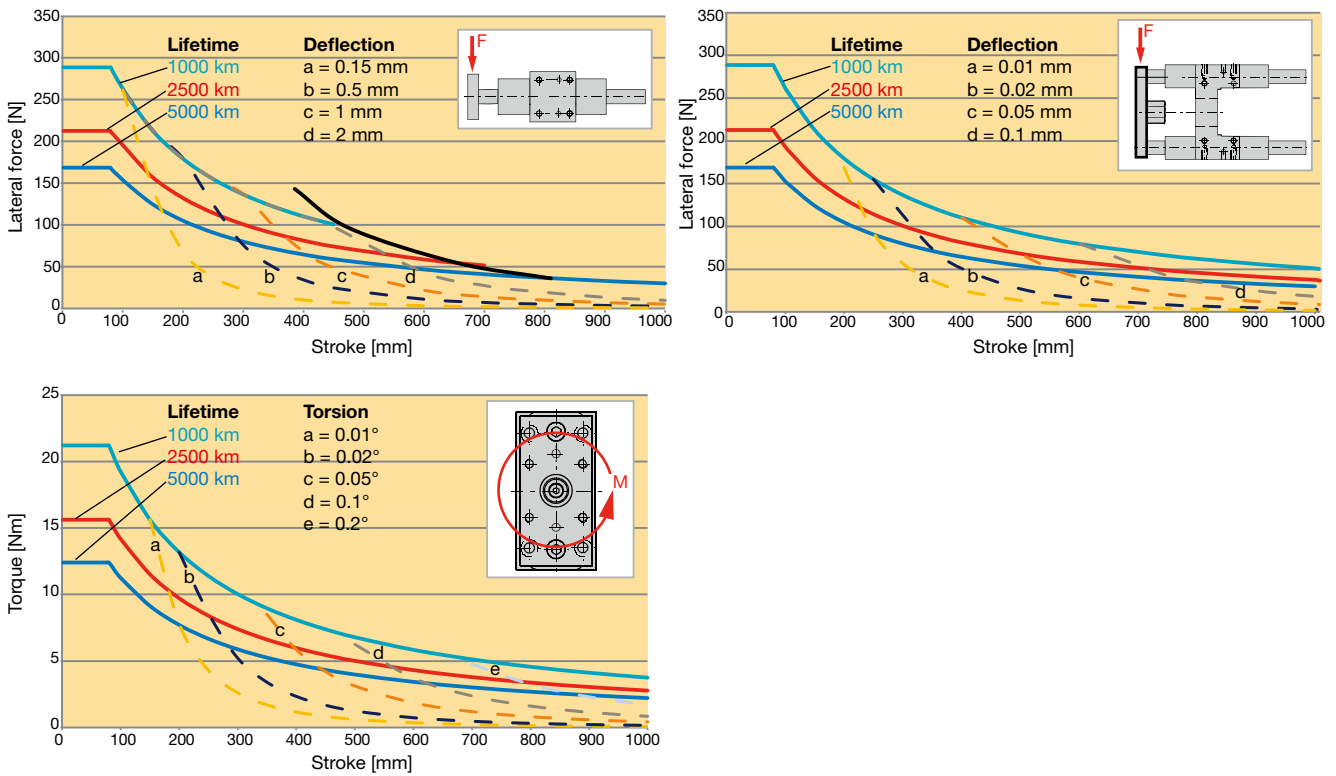 350
300
250
200
150
100
50
0
Lateral force [N]
Lifetime
1000 km
2500 km
5000 km
Deflection
a = 0.15 mm
b = 0.5 mm
c = 1 mm
d = 2 mm
F
a
b
c
d
0 100 200 300 400 500 600 700 800 900 1000
Stroke [mm]
350
300
250
200
150
100
50
0
Lateral force [N]
Lifetime
1000 km
2500 km
5000 km
Deflection
a = 0.01 mm
b = 0.02 mm
c = 0.05 mm
d = 0.1 mm
F
a
b
c
d
0 100 200 300 400 500 600 700 800 900 1000
Stroke [mm]
25
20
15
10
5
0
Torque [Nm]
Lifetime
1000 km
2500 km
5000 km
Torsion
a = 0.01°
b = 0.02°
c = 0.05°
d = 0.1°
e = 0.2°
M
a
b
c
d
e
0 100 200 300 400 500 600 700 800 900 1000
Stroke [mm]